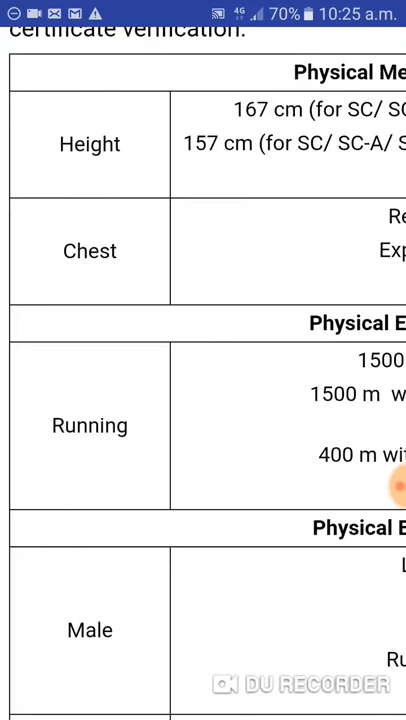 4G 70% 10:25 a.m.
certificate verification.
Physical Me
Height
167 cm (for SC/ SC
157 cm (for SC/ SC-A/ S
Chest
Re
Exp
Physical E
Running
1500
1500 m w
400 m wit
Physical E
Male
L
Ru
DU RECORDER